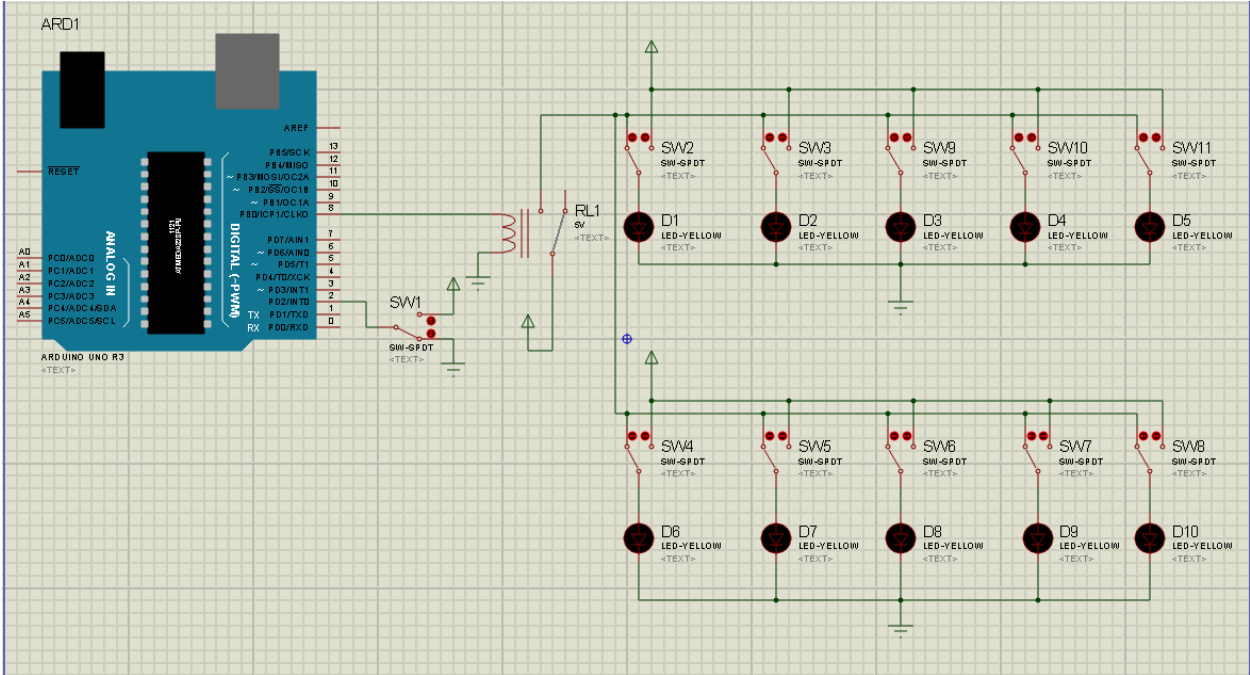 ARD1
AREF
RESET
PB5/SCK 13
PB4/MISO 12
~ PB3/MOSI/OC2A 11
~ PB2/SS/OC1B 10
~ PB1/OC1A 9
PB0/ICP1/CLKO 8
PD7/AIN1 7
~ PD6/AIN0 6
~ PD5/T1 5
PD4/T0/XCK 4
~ PD3/INT1 3
PD2/INT0 2
TX PD1/TXD 1
RX PD0/RXD 0
DIGITAL (~PWM)
ANALOG IN
1121
A0 PC0/ADC0
A1 PC1/ADC1
A2 PC2/ADC2
A3 PC3/ADC3
A4 PC4/ADC4/SDA
A5 PC5/ADC5/SCL
ARDUINO UNO R3
<TEXT>
SW1
SW-SPDT
<TEXT>
RL1
5V
<TEXT>
SW2
SW-SPDT
<TEXT>
SW3
SW-SPDT
<TEXT>
SW9
SW-SPDT
<TEXT>
SW10
SW-SPDT
<TEXT>
SW11
SW-SPDT
<TEXT>
D1
LED-YELLOW
<TEXT>
D2
LED-YELLOW
<TEXT>
D3
LED-YELLOW
<TEXT>
D4
LED-YELLOW
<TEXT>
D5
LED-YELLOW
<TEXT>
SW4
SW-SPDT
<TEXT>
SW5
SW-SPDT
<TEXT>
SW6
SW-SPDT
<TEXT>
SW7
SW-SPDT
<TEXT>
SW8
SW-SPDT
<TEXT>
D6
LED-YELLOW
<TEXT>
D7
LED-YELLOW
<TEXT>
D8
LED-YELLOW
<TEXT>
D9
LED-YELLOW
<TEXT>
D10
LED-YELLOW
<TEXT>